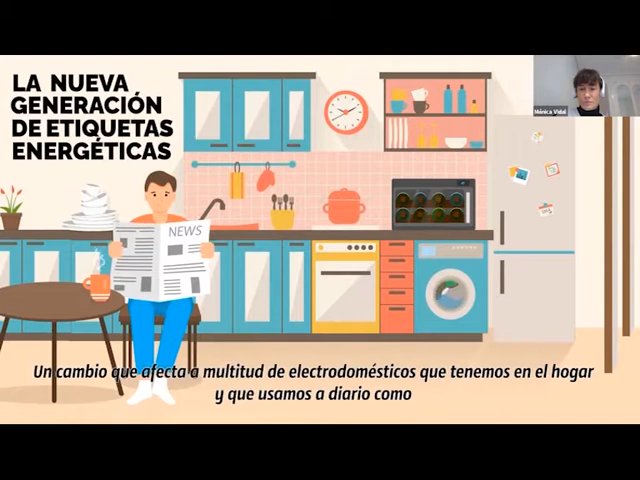 LA NUEVA
GENERACIÓN
DE ETIQUETAS
ENERGÉTICAS
Mónica Vidal
NEWS
Un cambio que afecta a multitud de electrodomésticos que tenemos en el hogar
y que usamos a diario como